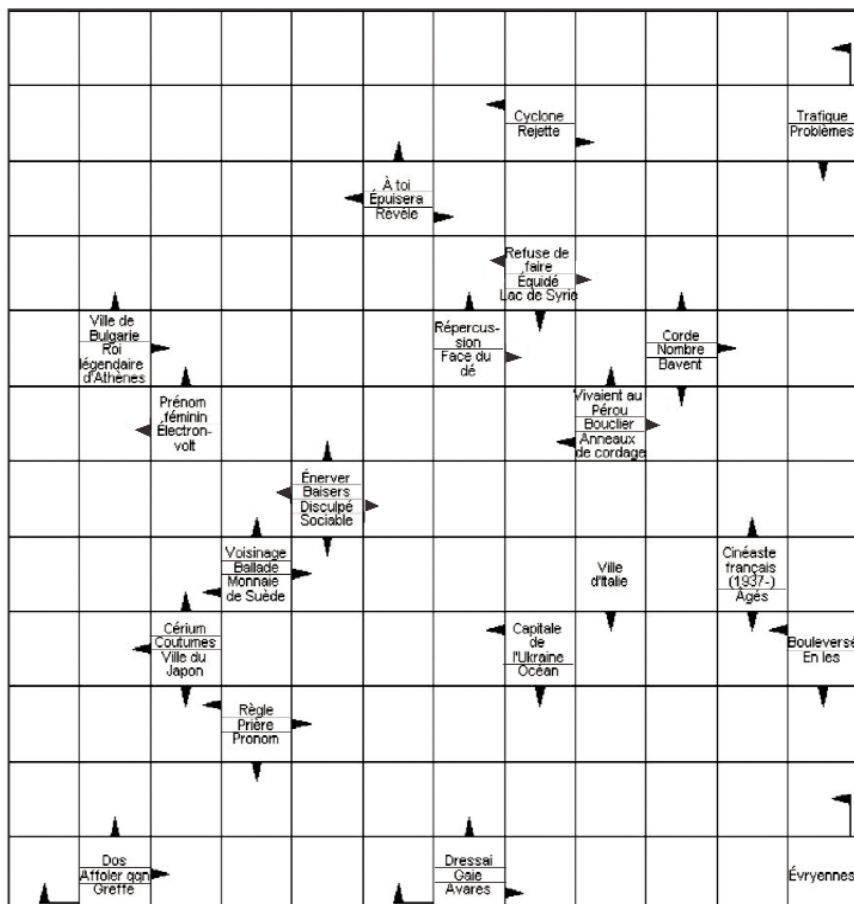 Cyclone
Rejette
Trafique
Problèmes
À toi
Épuisera
Révèle
Refuse de
faire
Équidé
Lac de Syrie
Ville de
Bulgarie
Roi
légendaire
d'Athènes
Répercus-
sion
Face du
dé
Corde
Nombre
Bavent
Prénom
féminin
Électron-
volt
Vivaient au
Pérou
Bouclier
Anneaux
de cordage
Énerver
Baisers
Disculpé
Sociable
Voisinage
Ballade
Monnaie
de Suède
Ville
d'Italie
Cinéaste
français
(1937-)
Âgés
Cérium
Coutumes
Ville du
Japon
Capitale
de
l'Ukraine
Océan
Bouleversé
En les
Règle
Prière
Pronom
Dos
Affoler qqn
Greffe
Dressai
Gaie
Avares
Évryennes